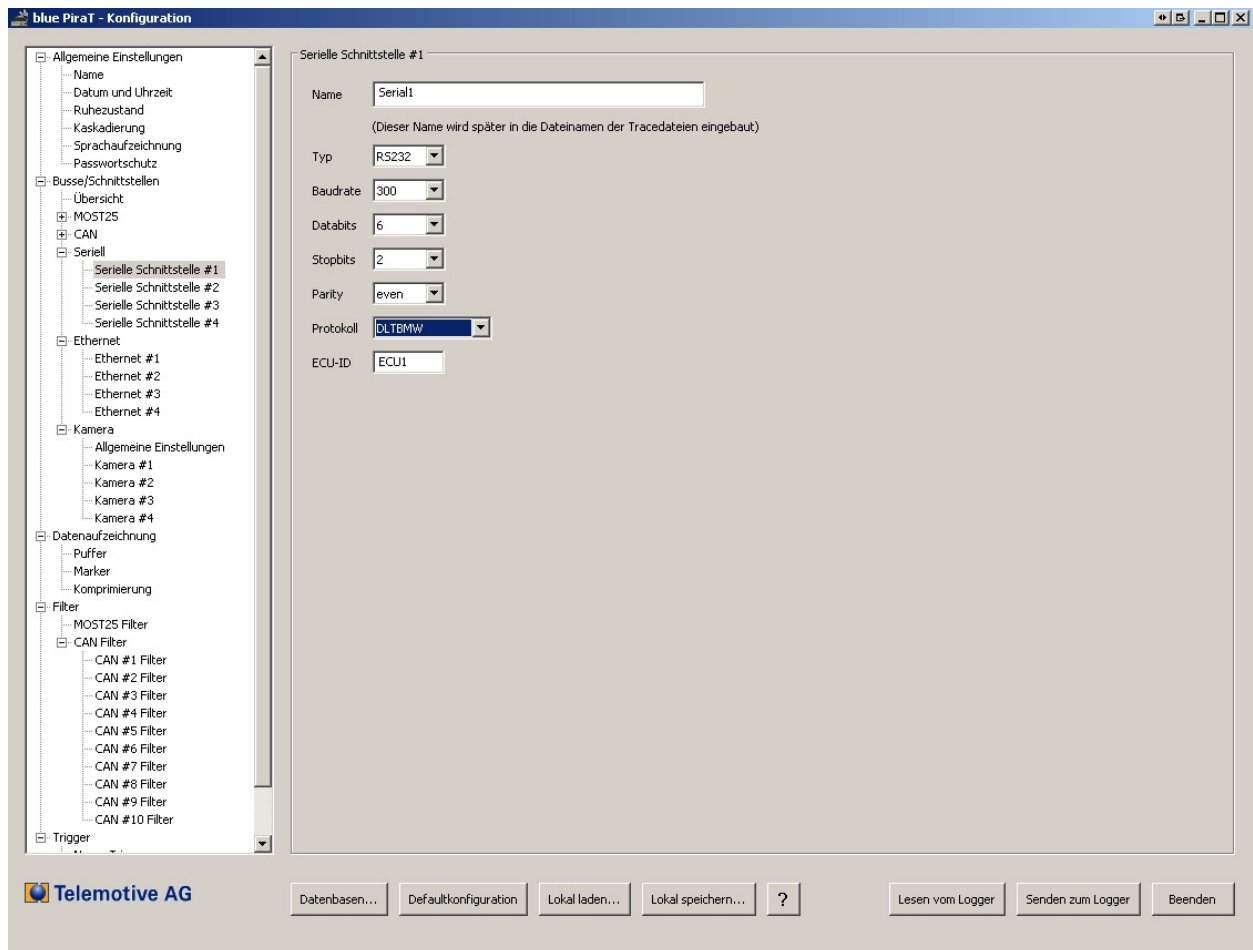 blue PiraT - Konfiguration
Allgemeine Einstellungen
Name
Datum und Uhrzeit
Ruhezustand
Kaskadierung
Sprachaufzeichnung
Passwortschutz
Busse/Schnittstellen
Übersicht
MOST25
CAN
Seriell
Serielle Schnittstelle #1
Serielle Schnittstelle #2
Serielle Schnittstelle #3
Serielle Schnittstelle #4
Ethernet
Ethernet #1
Ethernet #2
Ethernet #3
Ethernet #4
Kamera
Allgemeine Einstellungen
Kamera #1
Kamera #2
Kamera #3
Kamera #4
Datenaufzeichnung
Puffer
Marker
Komprimierung
Filter
MOST25 Filter
CAN Filter
CAN #1 Filter
CAN #2 Filter
CAN #3 Filter
CAN #4 Filter
CAN #5 Filter
CAN #6 Filter
CAN #7 Filter
CAN #8 Filter
CAN #9 Filter
CAN #10 Filter
Trigger
Serielle Schnittstelle #1
Name Serial1
(Dieser Name wird später in die Dateinamen der Tracedateien eingebaut)
Typ RS232
Baudrate 300
Databits 6
Stopbits 2
Parity even
Protokoll DLTBMW
ECU-ID ECU1
Telemotive AG
Datenbasen... Defaultkonfiguration Lokal laden... Lokal speichern... ? Lesen vom Logger Senden zum Logger Beenden